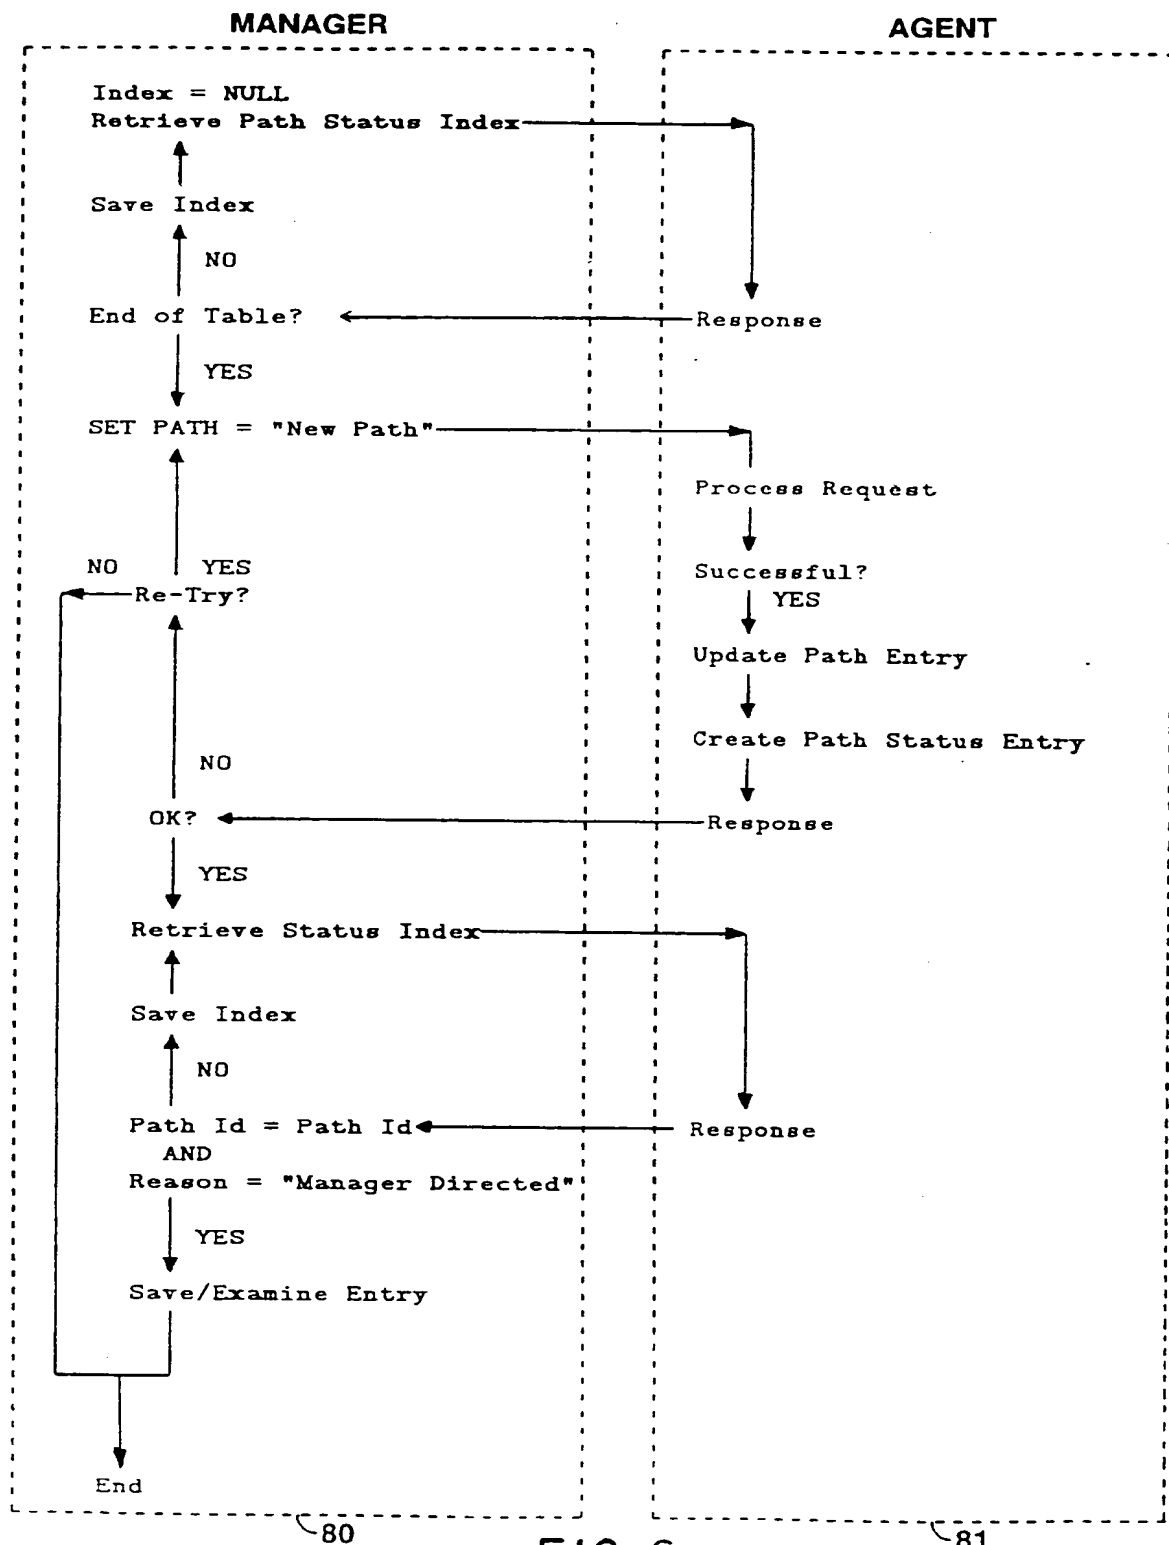 MANAGER
AGENT
Index = NULL
Retrieve Path Status Index
Save Index
NO
End of Table?
Response
YES
SET PATH = "New Path"
Process Request
NO YES
Successful?
Re-Try?
YES
Update Path Entry
Create Path Status Entry
NO
OK?
Response
YES
Retrieve Status Index
Save Index
NO
Path Id = Path Id
Response
AND
Reason = "Manager Directed"
YES
Save/Examine Entry
End
80
81